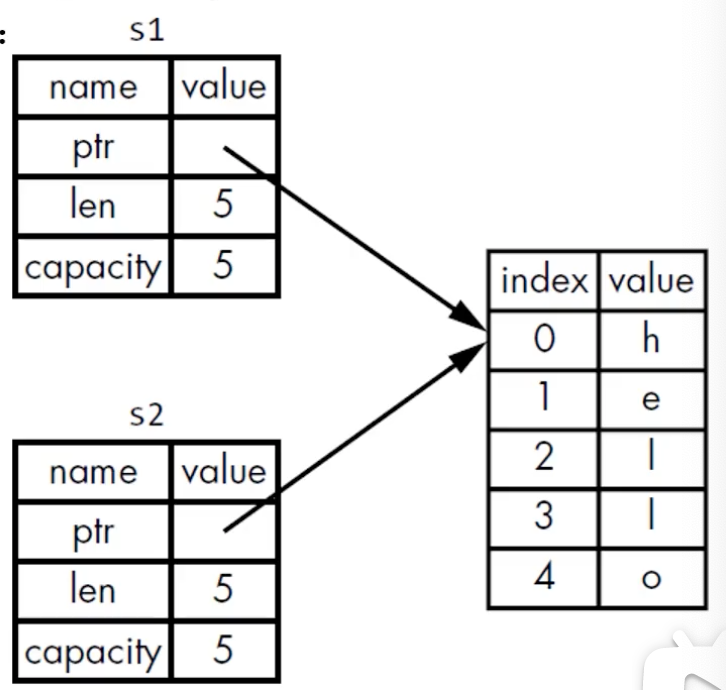 :
s1
name value
ptr
len 5
capacity 5
index value
0 h
1 e
2 l
3 l
4 o
s2
name value
ptr
len 5
capacity 5